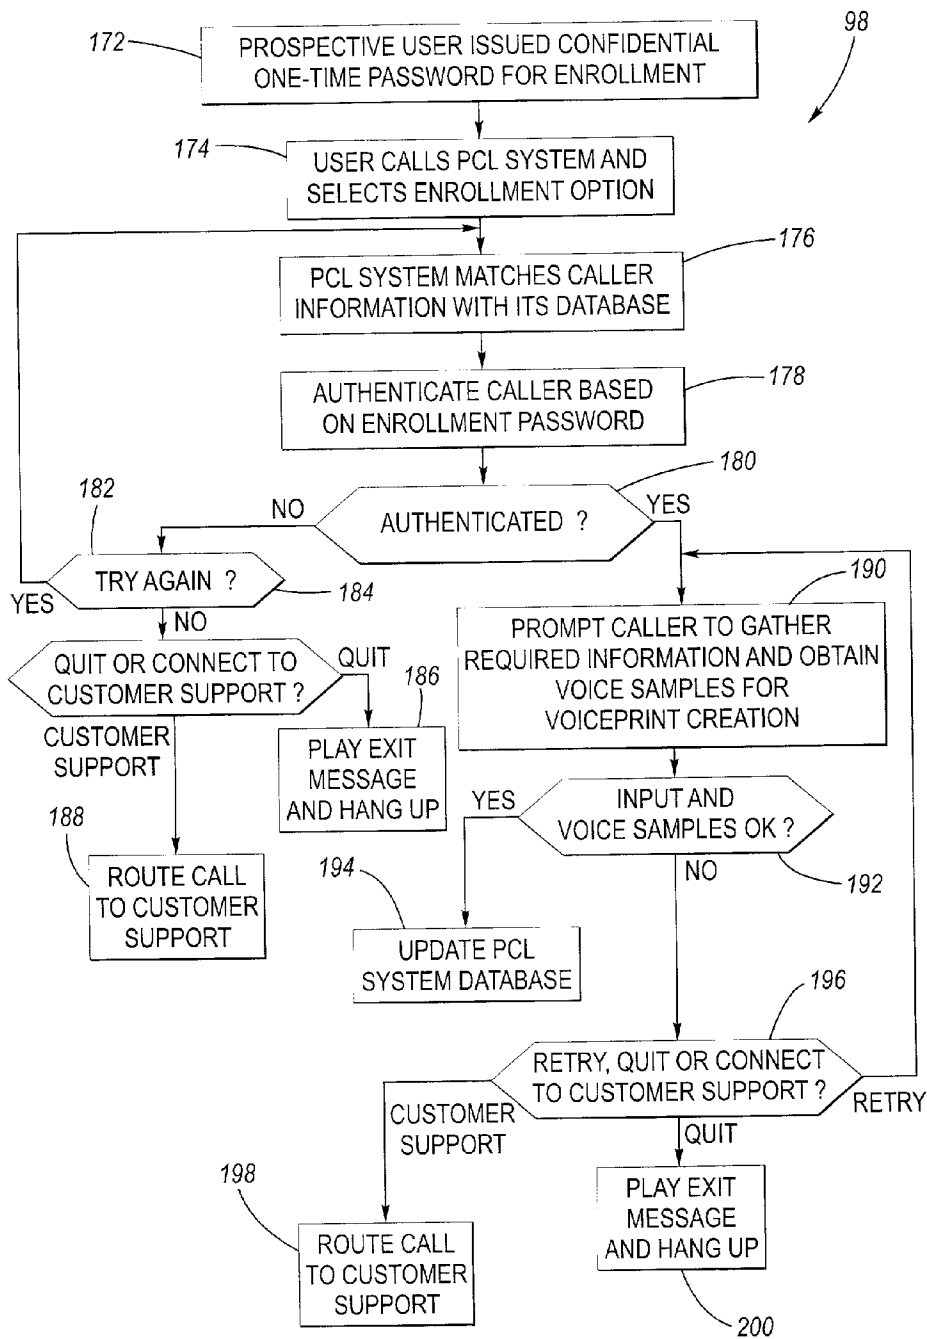 172
PROSPECTIVE USER ISSUED CONFIDENTIAL
ONE-TIME PASSWORD FOR ENROLLMENT
98
174
USER CALLS PCL SYSTEM AND
SELECTS ENROLLMENT OPTION
176
PCL SYSTEM MATCHES CALLER
INFORMATION WITH ITS DATABASE
178
AUTHENTICATE CALLER BASED
ON ENROLLMENT PASSWORD
180
AUTHENTICATED ?
NO
YES
182
TRY AGAIN ?
184
YES
NO
QUIT OR CONNECT TO
CUSTOMER SUPPORT ?
QUIT
186
CUSTOMER
SUPPORT
PLAY EXIT
MESSAGE
AND HANG UP
188
ROUTE CALL
TO CUSTOMER
SUPPORT
190
PROMPT CALLER TO GATHER
REQUIRED INFORMATION AND OBTAIN
VOICE SAMPLES FOR
VOICEPRINT CREATION
YES
INPUT AND
VOICE SAMPLES OK ?
NO
192
194
UPDATE PCL
SYSTEM DATABASE
196
RETRY, QUIT OR CONNECT
TO CUSTOMER SUPPORT ?
RETRY
CUSTOMER
SUPPORT
QUIT
198
ROUTE CALL
TO CUSTOMER
SUPPORT
PLAY EXIT
MESSAGE
AND HANG UP
200